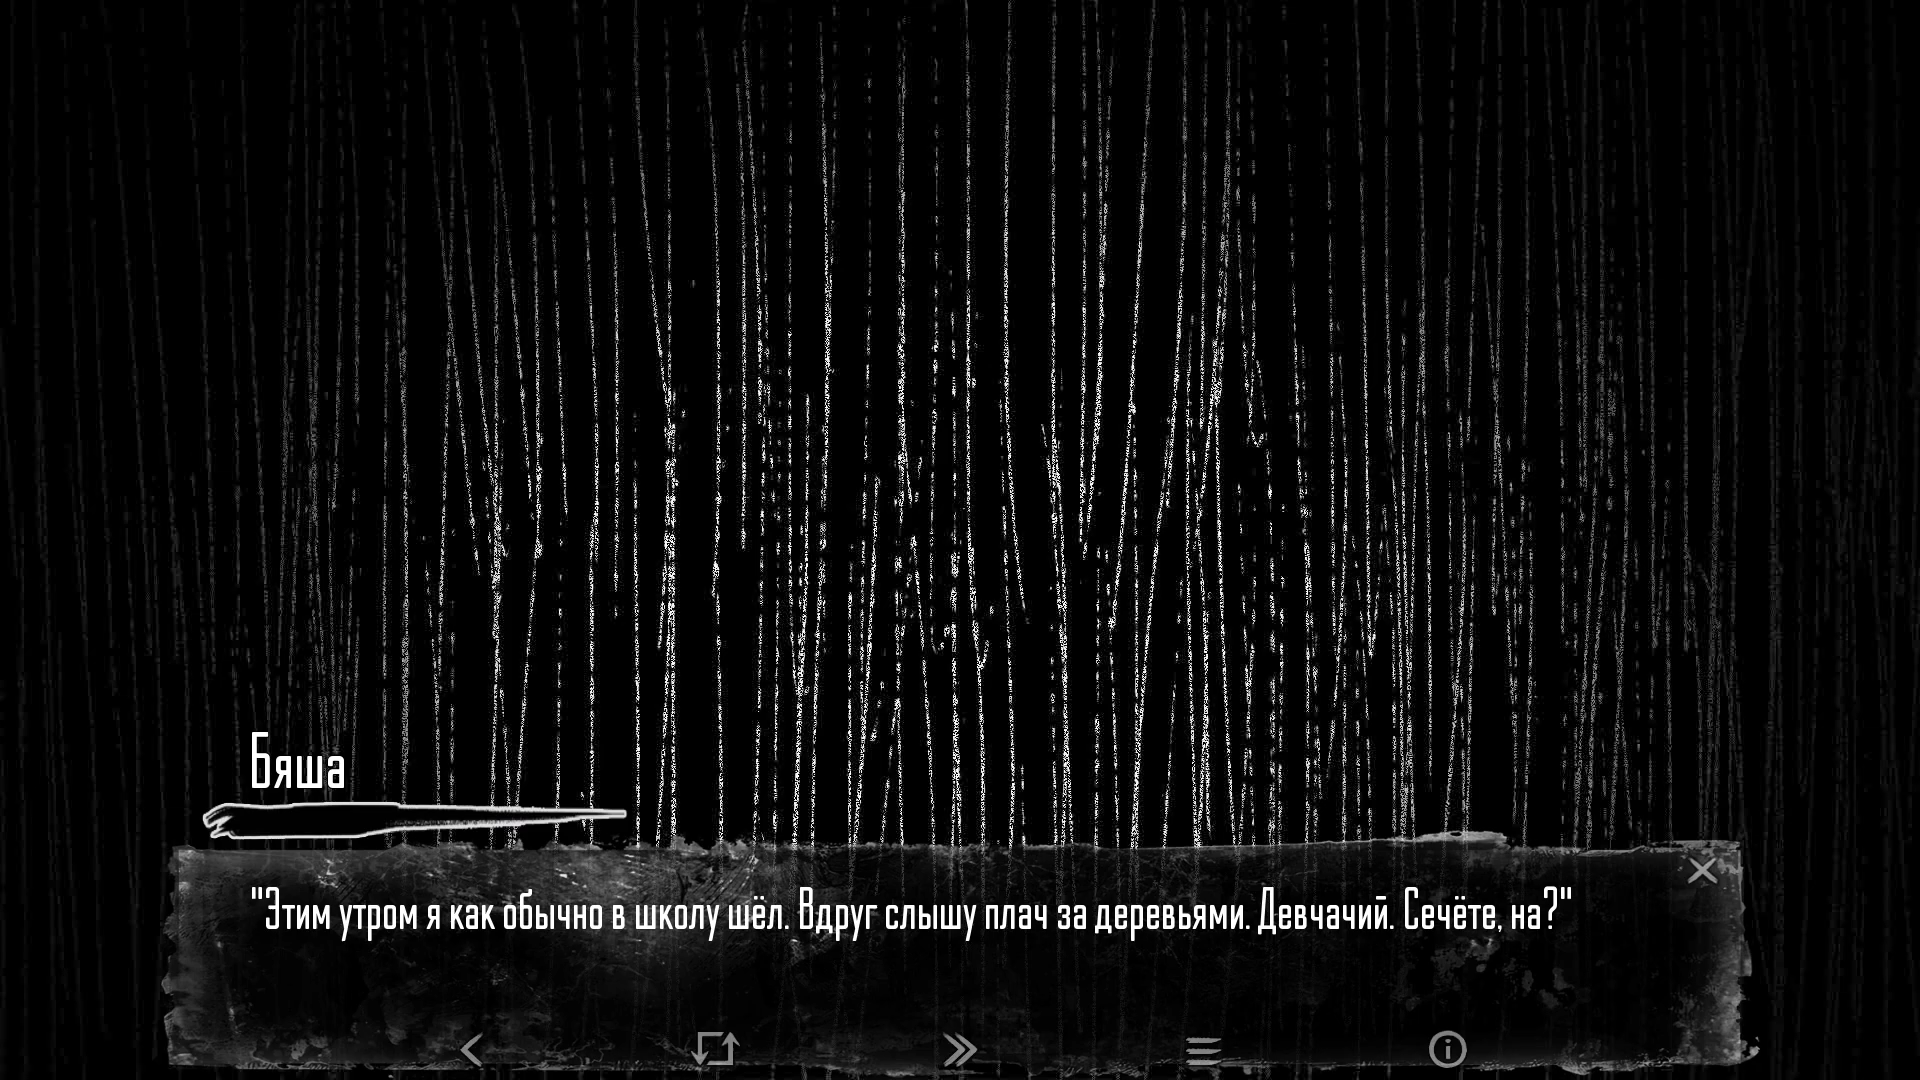 Бяша
"Этим утром я как обычно в школу шёл. Вдруг слышу плач за деревьями. Девчачий. Сечёте, на?"